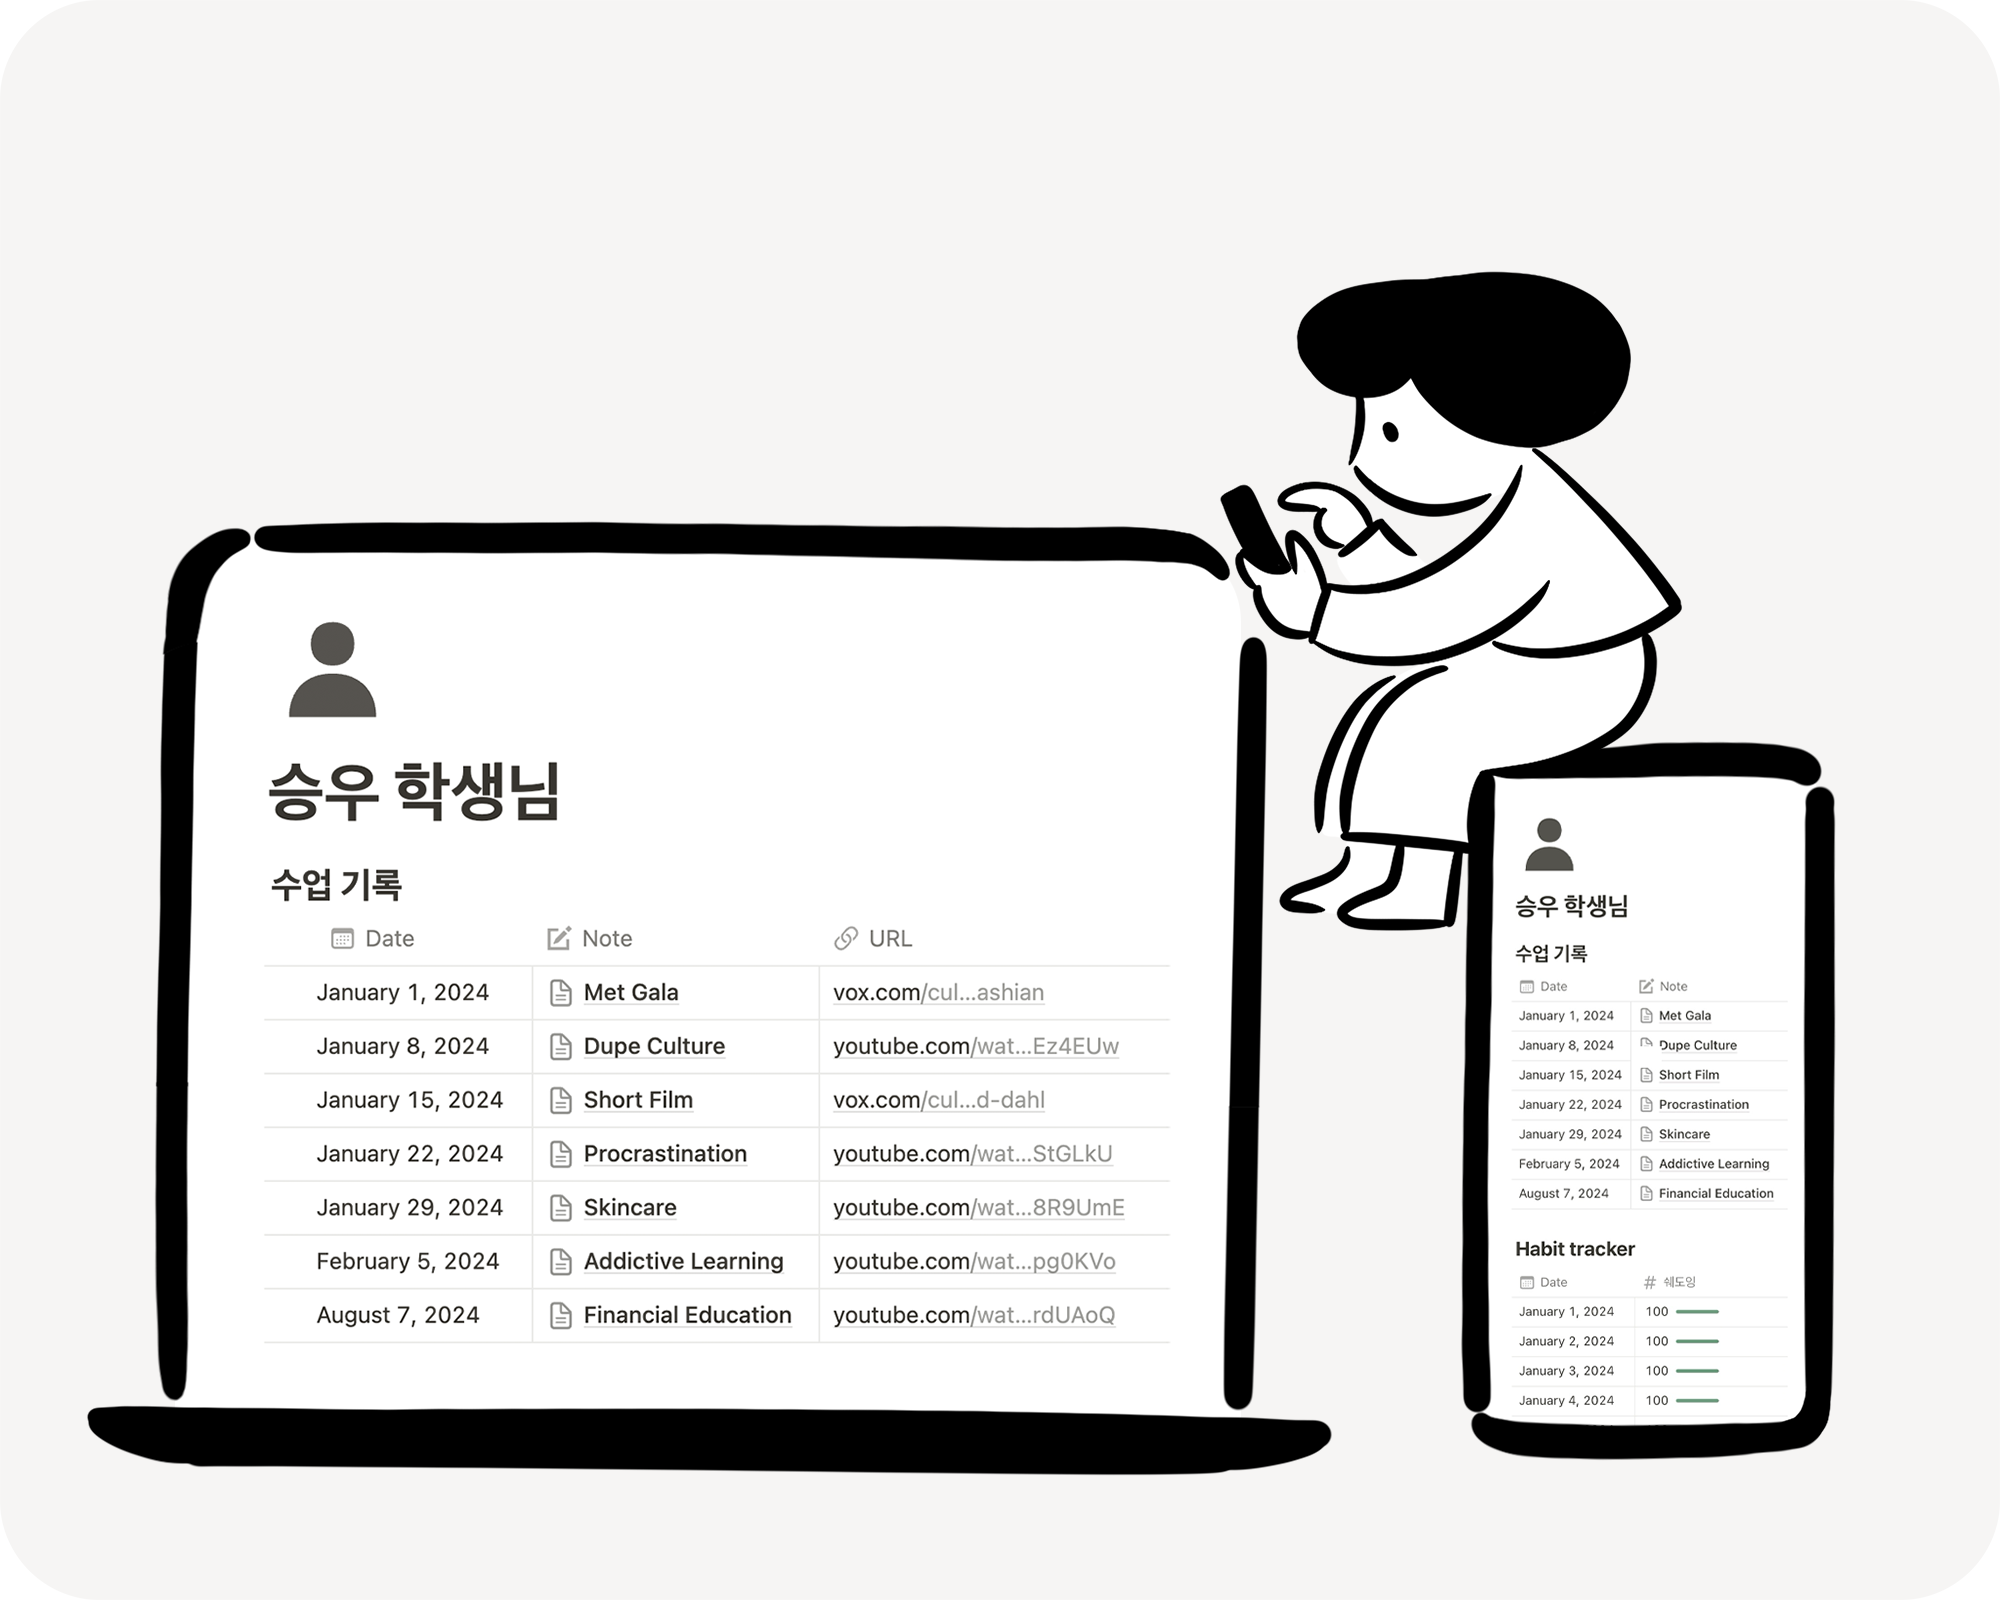 승우 학생님
수업 기록
Date Note URL
January 1, 2024 Met Gala vox.com/cul...ashian
January 8, 2024 Dupe Culture youtube.com/wat...Ez4EUw
January 15, 2024 Short Film vox.com/cul...d-dahl
January 22, 2024 Procrastination youtube.com/wat...StGLkU
January 29, 2024 Skincare youtube.com/wat...8R9UmE
February 5, 2024 Addictive Learning youtube.com/wat...pg0KVo
August 7, 2024 Financial Education youtube.com/wat...rdUAoQ
승우 학생님
수업 기록
Date Note
January 1, 2024 Met Gala
January 8, 2024 Dupe Culture
January 15, 2024 Short Film
January 22, 2024 Procrastination
January 29, 2024 Skincare
February 5, 2024 Addictive Learning
August 7, 2024 Financial Education
Habit tracker
Date # 쉐도잉
January 1, 2024 100
January 2, 2024 100
January 3, 2024 100
January 4, 2024 100